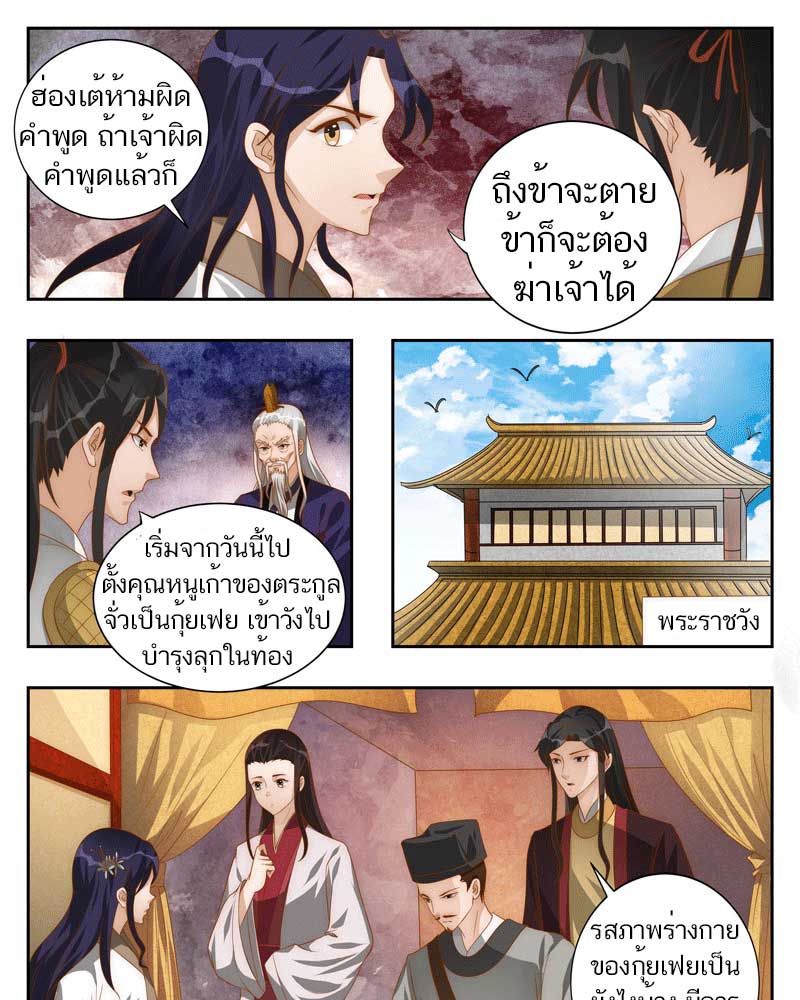 ฮ่องเต้ห้ามผิด
คำพูด ถ้าเจ้าผิด
คำพูดแล้วก็
ถึงข้าจะตาย
ข้าก็จะต้อง
ฆ่าเจ้าได้
เริ่มจากวันนี้ไป
ตั้งคุณหนูเก้าของตระกูล
จั่วเป็นกุ้ยเฟย เข้าวังไป
บำรุงลุกในท้อง
พระราชวัง
รสภาพร่างกาย
ของกุ้ยเฟยเป็น